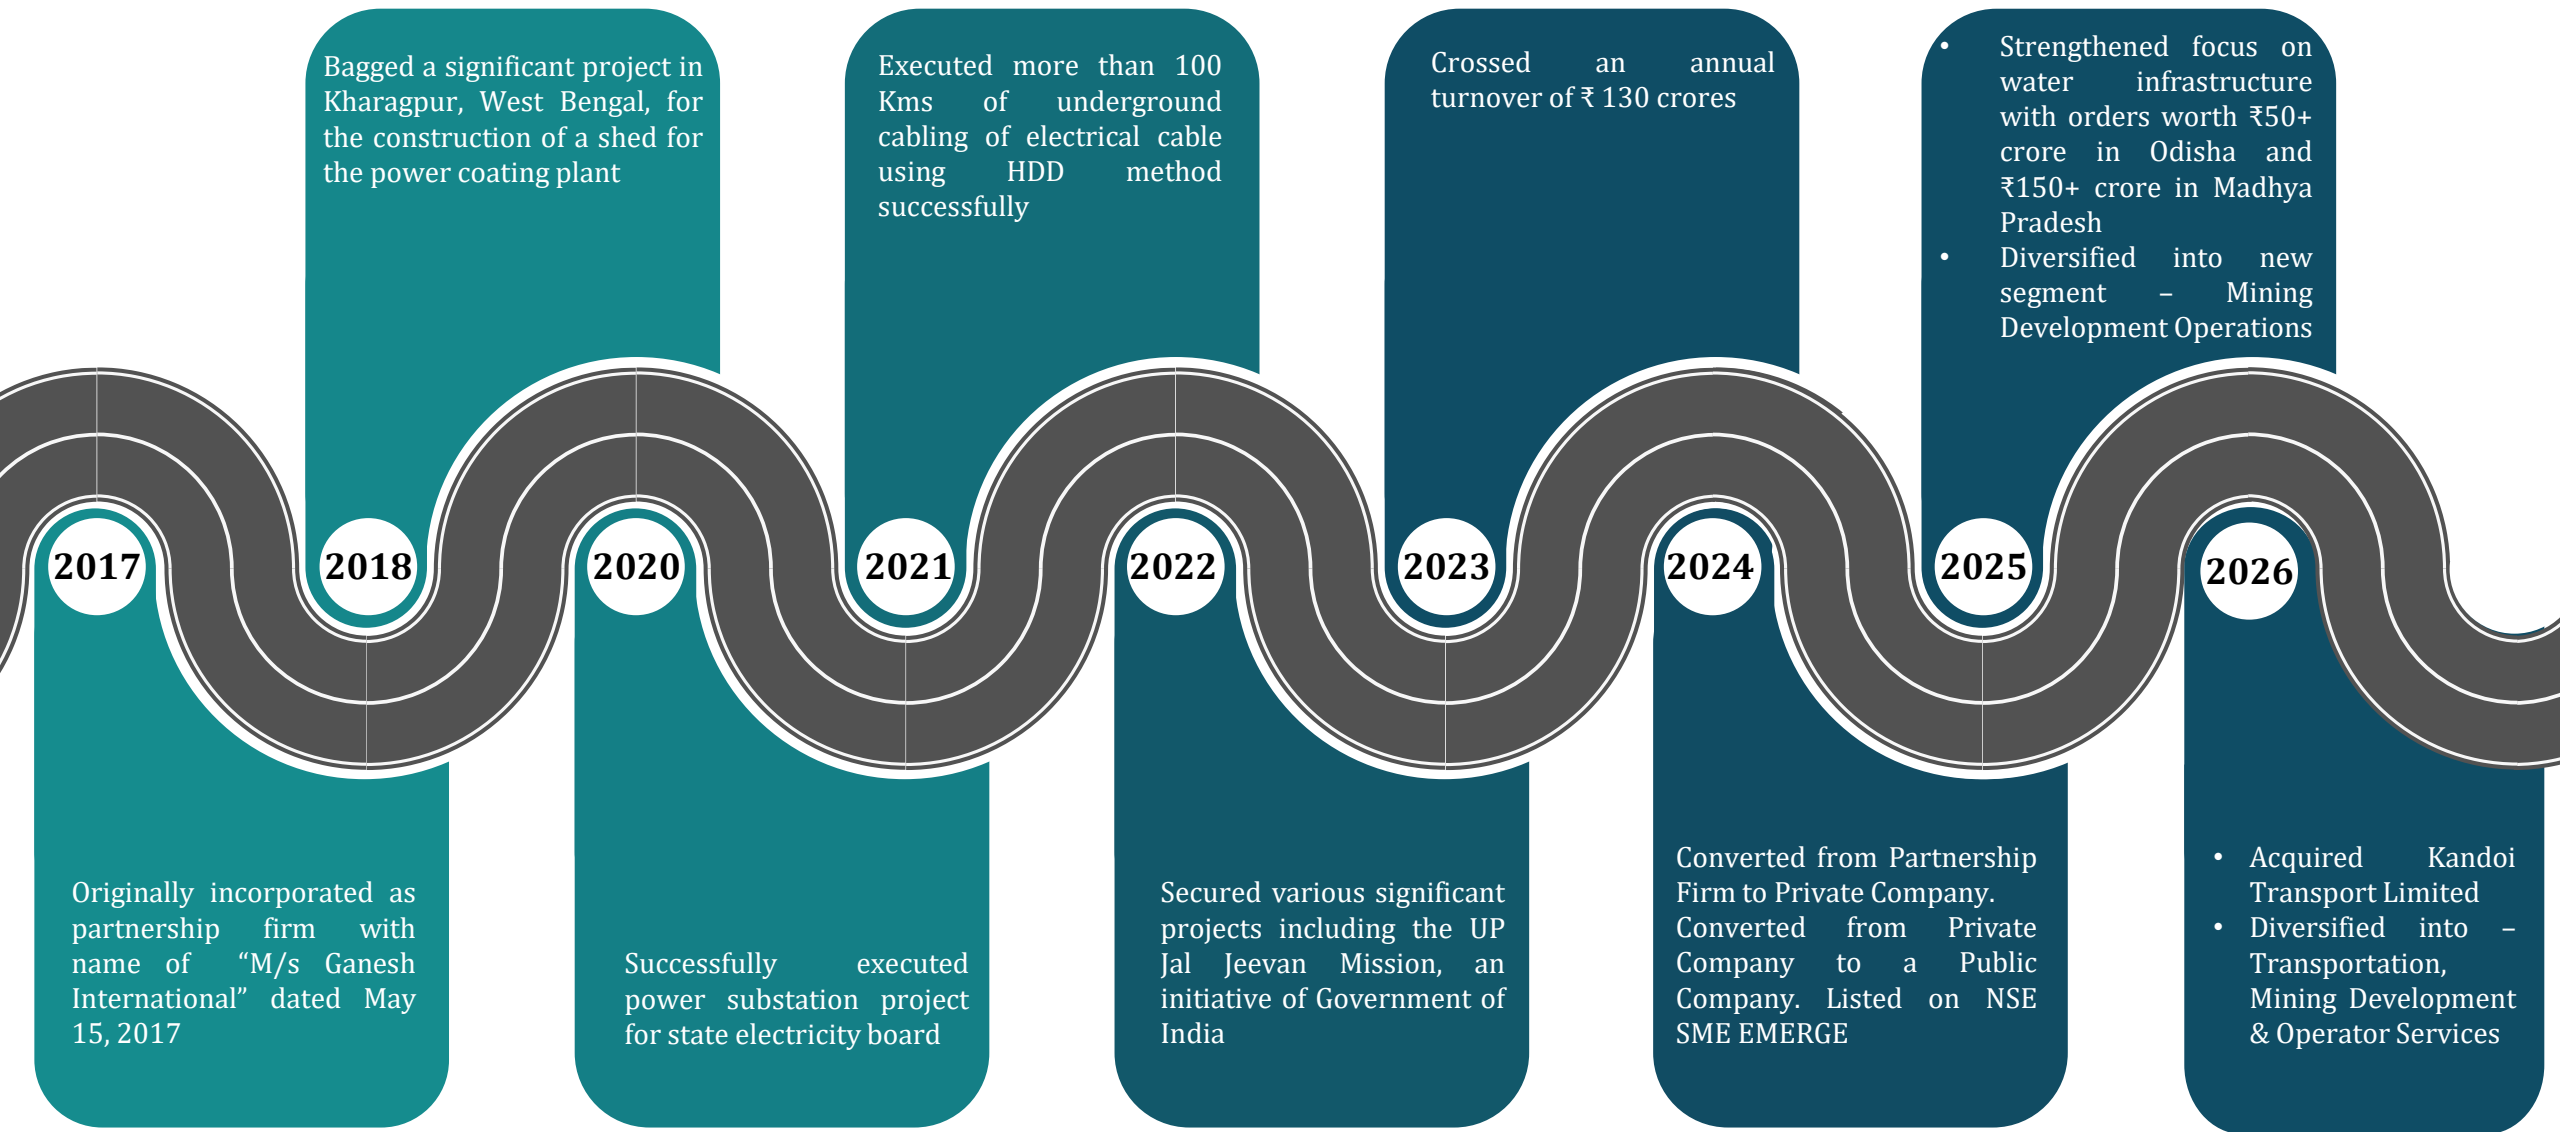 Bagged a significant project in
Kharagpur, West Bengal, for
the construction of a shed for
the power coating plant
Executed more than 100
Kms of underground
cabling of electrical cable
using HDD method
successfully
Crossed an annual
turnover of ₹ 130 crores
• Strengthened focus on
water infrastructure
with orders worth ₹50+
crore in Odisha and
₹150+ crore in Madhya
Pradesh
• Diversified into new
segment – Mining
Development Operations
2017
2018
2020
2021
2022
2023
2024
2025
2026
Originally incorporated as
partnership firm with
name of “M/s Ganesh
International” dated May
15, 2017
Successfully executed
power substation project
for state electricity board
Secured various significant
projects including the UP
Jal Jeevan Mission, an
initiative of Government of
India
Converted from Partnership
Firm to Private Company.
Converted from Private
Company to a Public
Company. Listed on NSE
SME EMERGE
• Acquired Kandoi
Transport Limited
• Diversified into –
Transportation,
Mining Development
& Operator Services